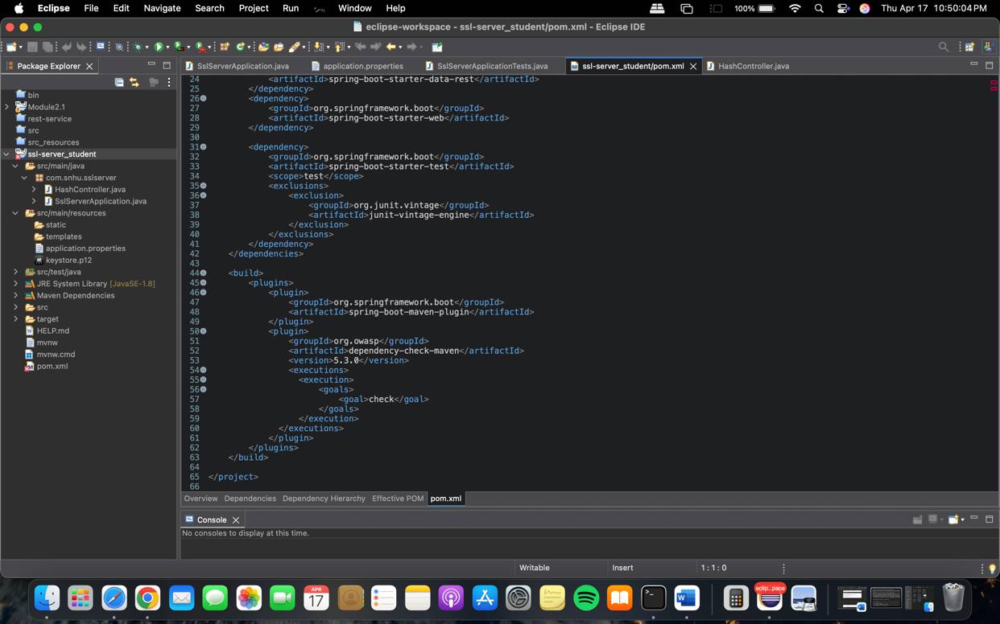 Eclipse File Edit Navigate Search Project Run Window Help 100% Thu Apr 17 10:50:04 PM
eclipse-workspace - ssl-server_student/pom.xml - Eclipse IDE
Package Explorer
SslServerApplication.java application.properties SslServerApplicationTests.java ssl-server_student/pom.xml HashController.java
bin
Module2.1
rest-service
src
src_resources
ssl-server_student
src/main/java
com.snhu.sslserver
HashController.java
SslServerApplication.java
src/main/resources
static
templates
application.properties
keystore.p12
src/test/java
JRE System Library [JavaSE-1.8]
Maven Dependencies
src
target
HELP.md
mvnw
mvnw.cmd
pom.xml
24 <artifactId>spring-boot-starter-data-rest</artifactId>
25 </dependency>
26 <dependency>
27 <groupId>org.springframework.boot</groupId>
28 <artifactId>spring-boot-starter-web</artifactId>
29 </dependency>
30
31 <dependency>
32 <groupId>org.springframework.boot</groupId>
33 <artifactId>spring-boot-starter-test</artifactId>
34 <scope>test</scope>
35 <exclusions>
36 <exclusion>
37 <groupId>org.junit.vintage</groupId>
38 <artifactId>junit-vintage-engine</artifactId>
39 </exclusion>
40 </exclusions>
41 </dependency>
42 </dependencies>
43
44 <build>
45 <plugins>
46 <plugin>
47 <groupId>org.springframework.boot</groupId>
48 <artifactId>spring-boot-maven-plugin</artifactId>
49 </plugin>
50 <plugin>
51 <groupId>org.owasp</groupId>
52 <artifactId>dependency-check-maven</artifactId>
53 <version>5.3.0</version>
54 <executions>
55 <execution>
56 <goals>
57 <goal>check</goal>
58 </goals>
59 </execution>
60 </executions>
61 </plugin>
62 </plugins>
63 </build>
64
65 </project>
66
Overview Dependencies Dependency Hierarchy Effective POM pom.xml
Console
No consoles to display at this time.
Writable Insert 1 : 1 : 0
APR
17
eclip...pace